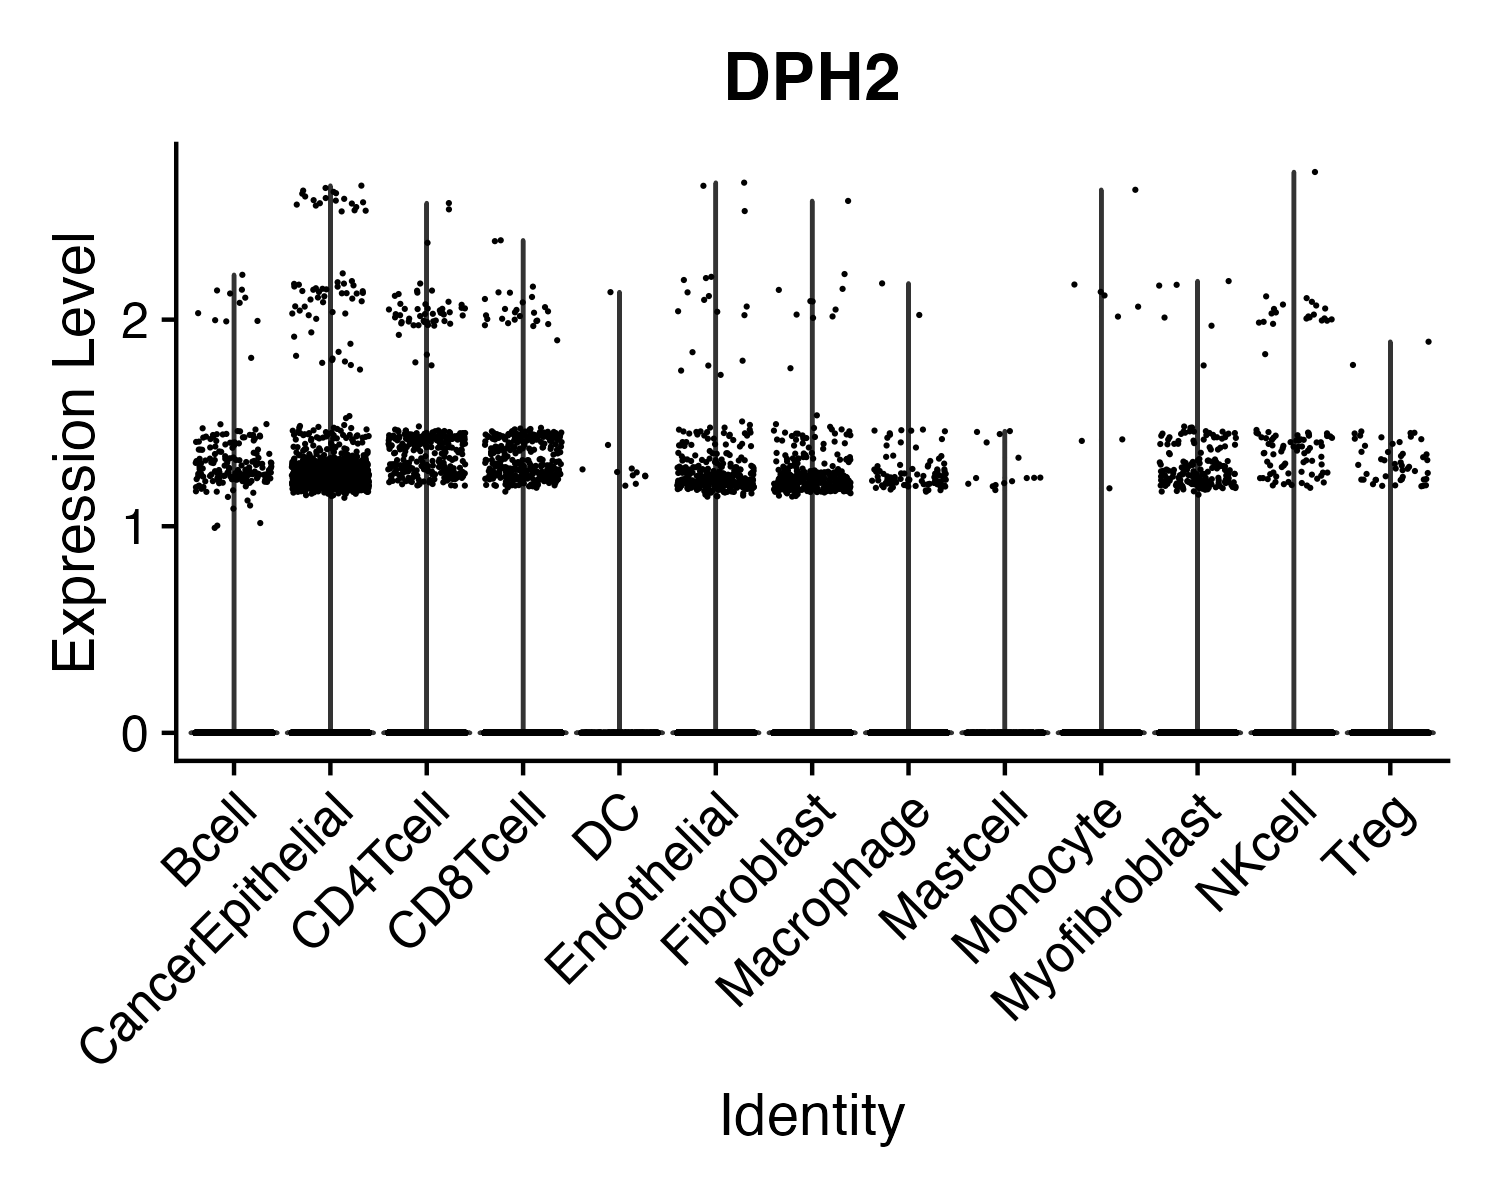 DPH2
Expression Level
2
1
0
Bcell
CancerEpithelial
CD4Tcell
CD8Tcell
DC
Endothelial
Fibroblast
Macrophage
Mastcell
Monocyte
Myofibroblast
NKcell
Treg
Identity